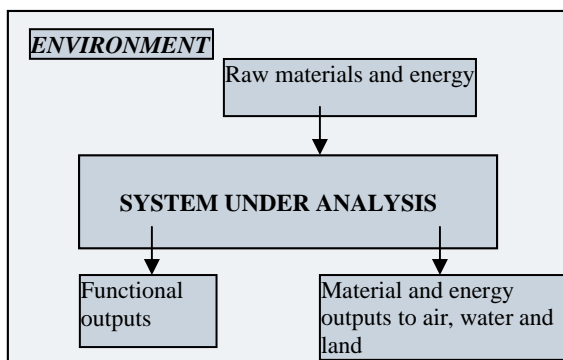 ENVIRONMENT
Raw materials and energy
SYSTEM UNDER ANALYSIS
Functional
outputs
Material and energy
outputs to air, water and
land